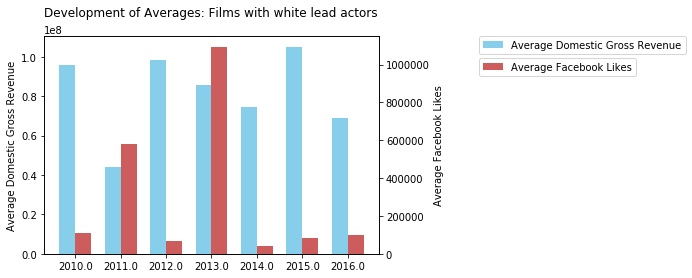 Development of Averages: Films with white lead actors
1e8
Average Domestic Gross Revenue
1.0
0.8
0.6
0.4
0.2
0.0
2010.0 2011.0 2012.0 2013.0 2014.0 2015.0 2016.0
1000000
800000
600000
400000
200000
0
Average Facebook Likes
Average Domestic Gross Revenue
Average Facebook Likes